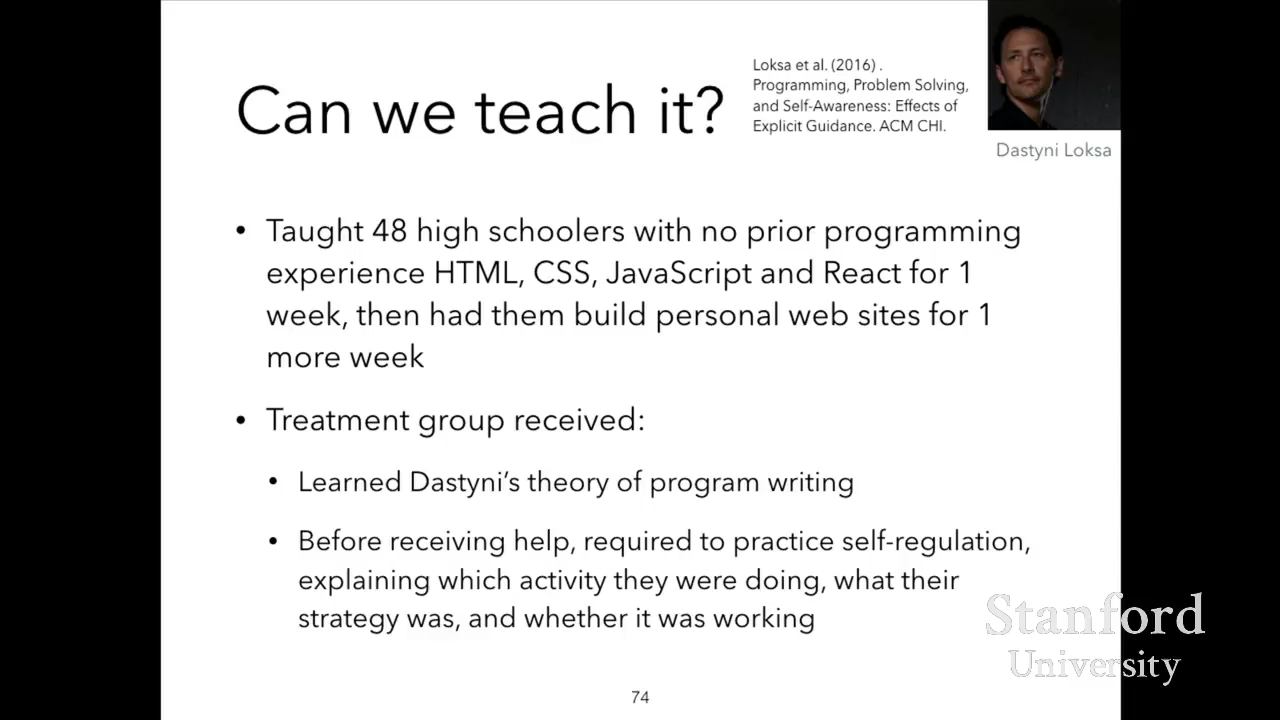 Can we teach it?
Loksa et al. (2016) .
Programming, Problem Solving,
and Self-Awareness: Effects of
Explicit Guidance. ACM CHI.
Dastyni Loksa
• Taught 48 high schoolers with no prior programming
experience HTML, CSS, JavaScript and React for 1
week, then had them build personal web sites for 1
more week
• Treatment group received:
• Learned Dastyni’s theory of program writing
• Before receiving help, required to practice self-regulation,
explaining which activity they were doing, what their
strategy was, and whether it was working
Stanford
University
74